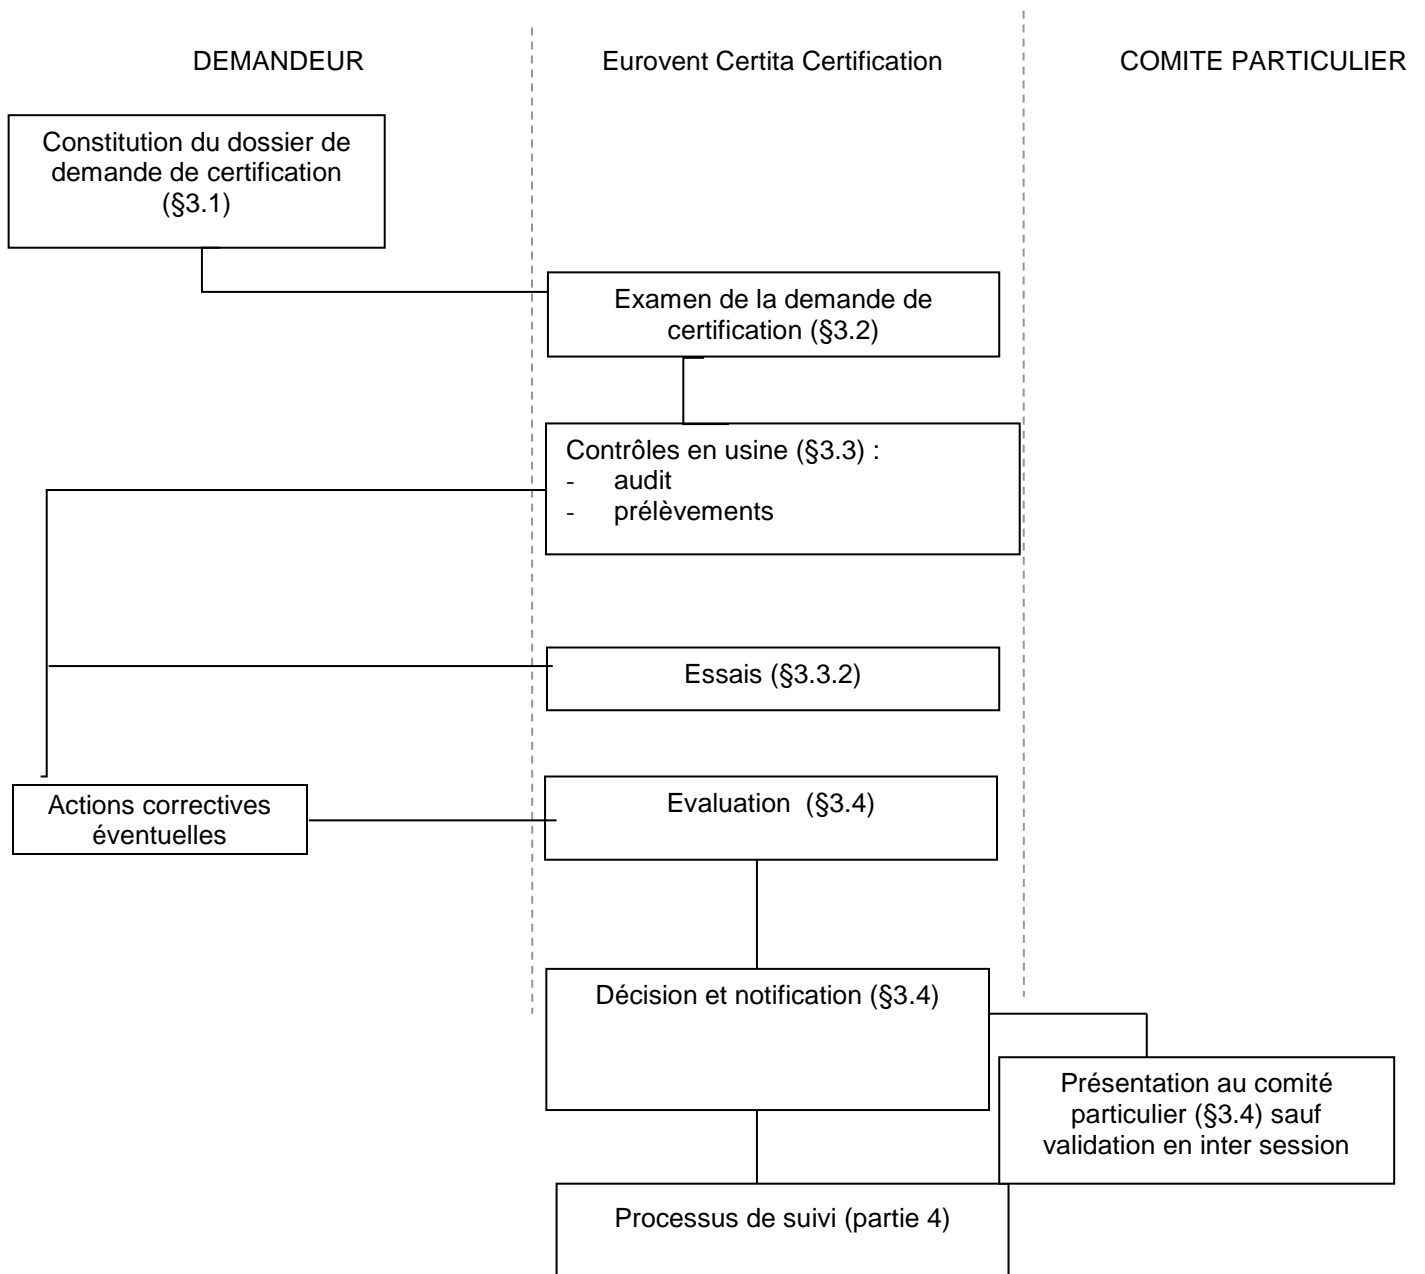 DEMANDEUR
Eurovent Certita Certification
COMITE PARTICULIER
Constitution du dossier de
demande de certification
(§3.1)
Examen de la demande de
certification (§3.2)
Contrôles en usine (§3.3) :
- audit
- prélèvements
Essais (§3.3.2)
Actions correctives
éventuelles
Evaluation (§3.4)
Décision et notification (§3.4)
Présentation au comité
particulier (§3.4) sauf
validation en inter session
Processus de suivi (partie 4)